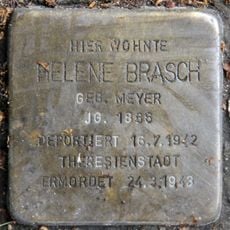 HIER WOHNTE
HELENE BRASCH
GEB. MEYER
JG. 1866
DEPORTIERT 16.7.1942
THERESIENSTADT
ERMORDET 24.3.1943